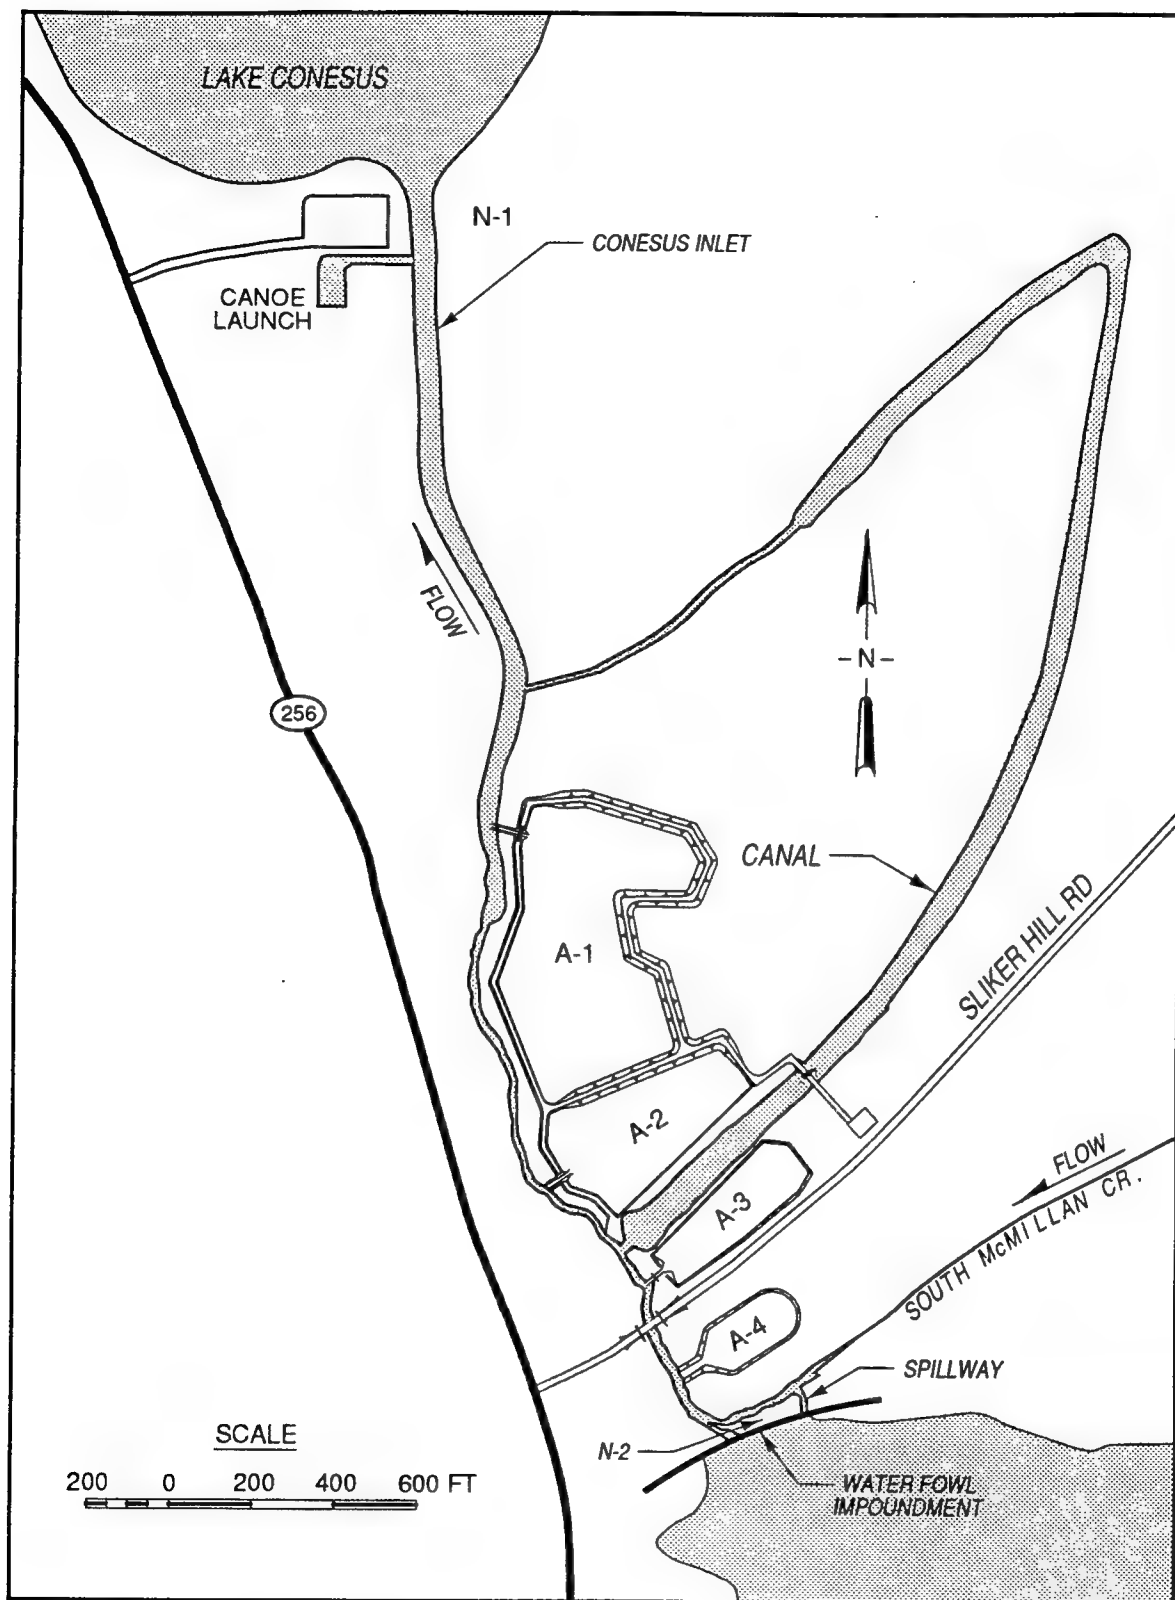 LAKE CONESUS
N-1
CONESUS INLET
CANOE
LAUNCH
FLOW
-N-
256
CANAL
SLIKER HILL RD
A-1
A-2
A-3
FLOW
SOUTH McMILLAN CR.
A-4
SPILLWAY
SCALE
N-2
200 0 200 400 600 FT
WATER FOWL
IMPOUNDMENT